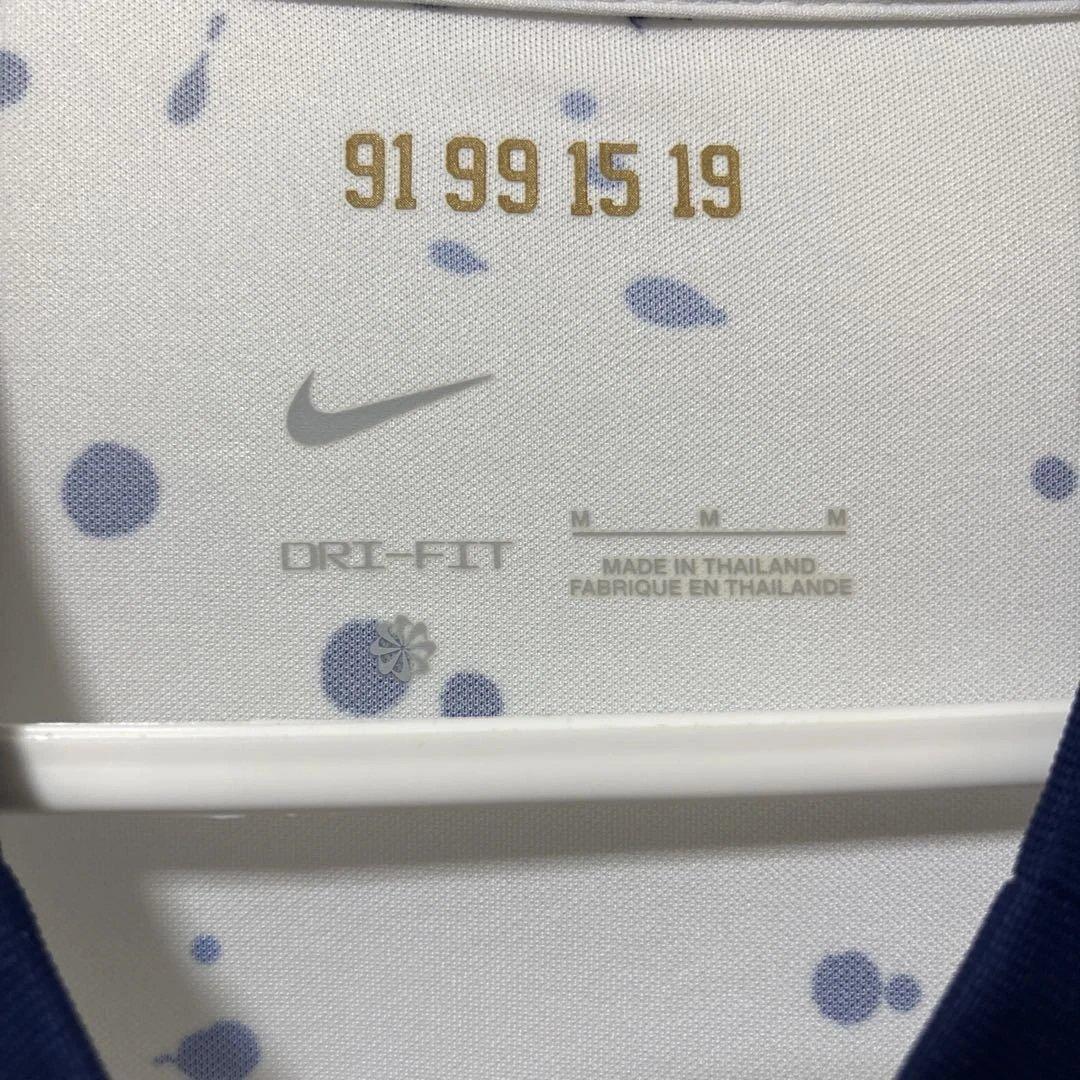 91 99 15 19
M M M
DRI-FIT
MADE IN THAILAND
FABRIQUE EN THAILANDE